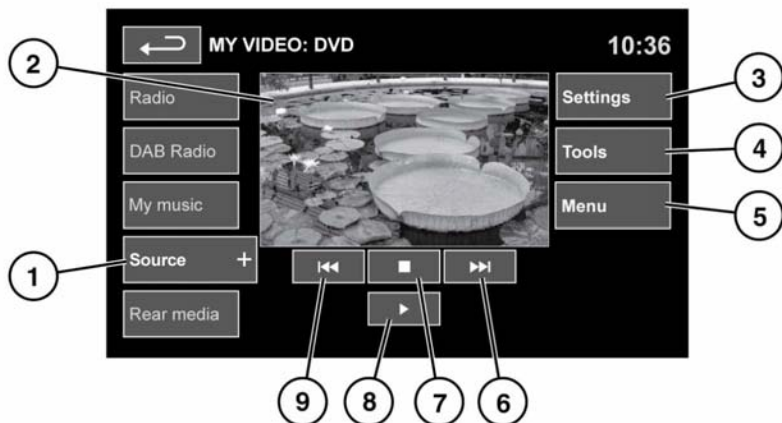 MY VIDEO: DVD 10:36
2
3
Radio
Settings
DAB Radio
Tools
4
My music
Menu
5
1
Source +
Rear media
9 8 7 6